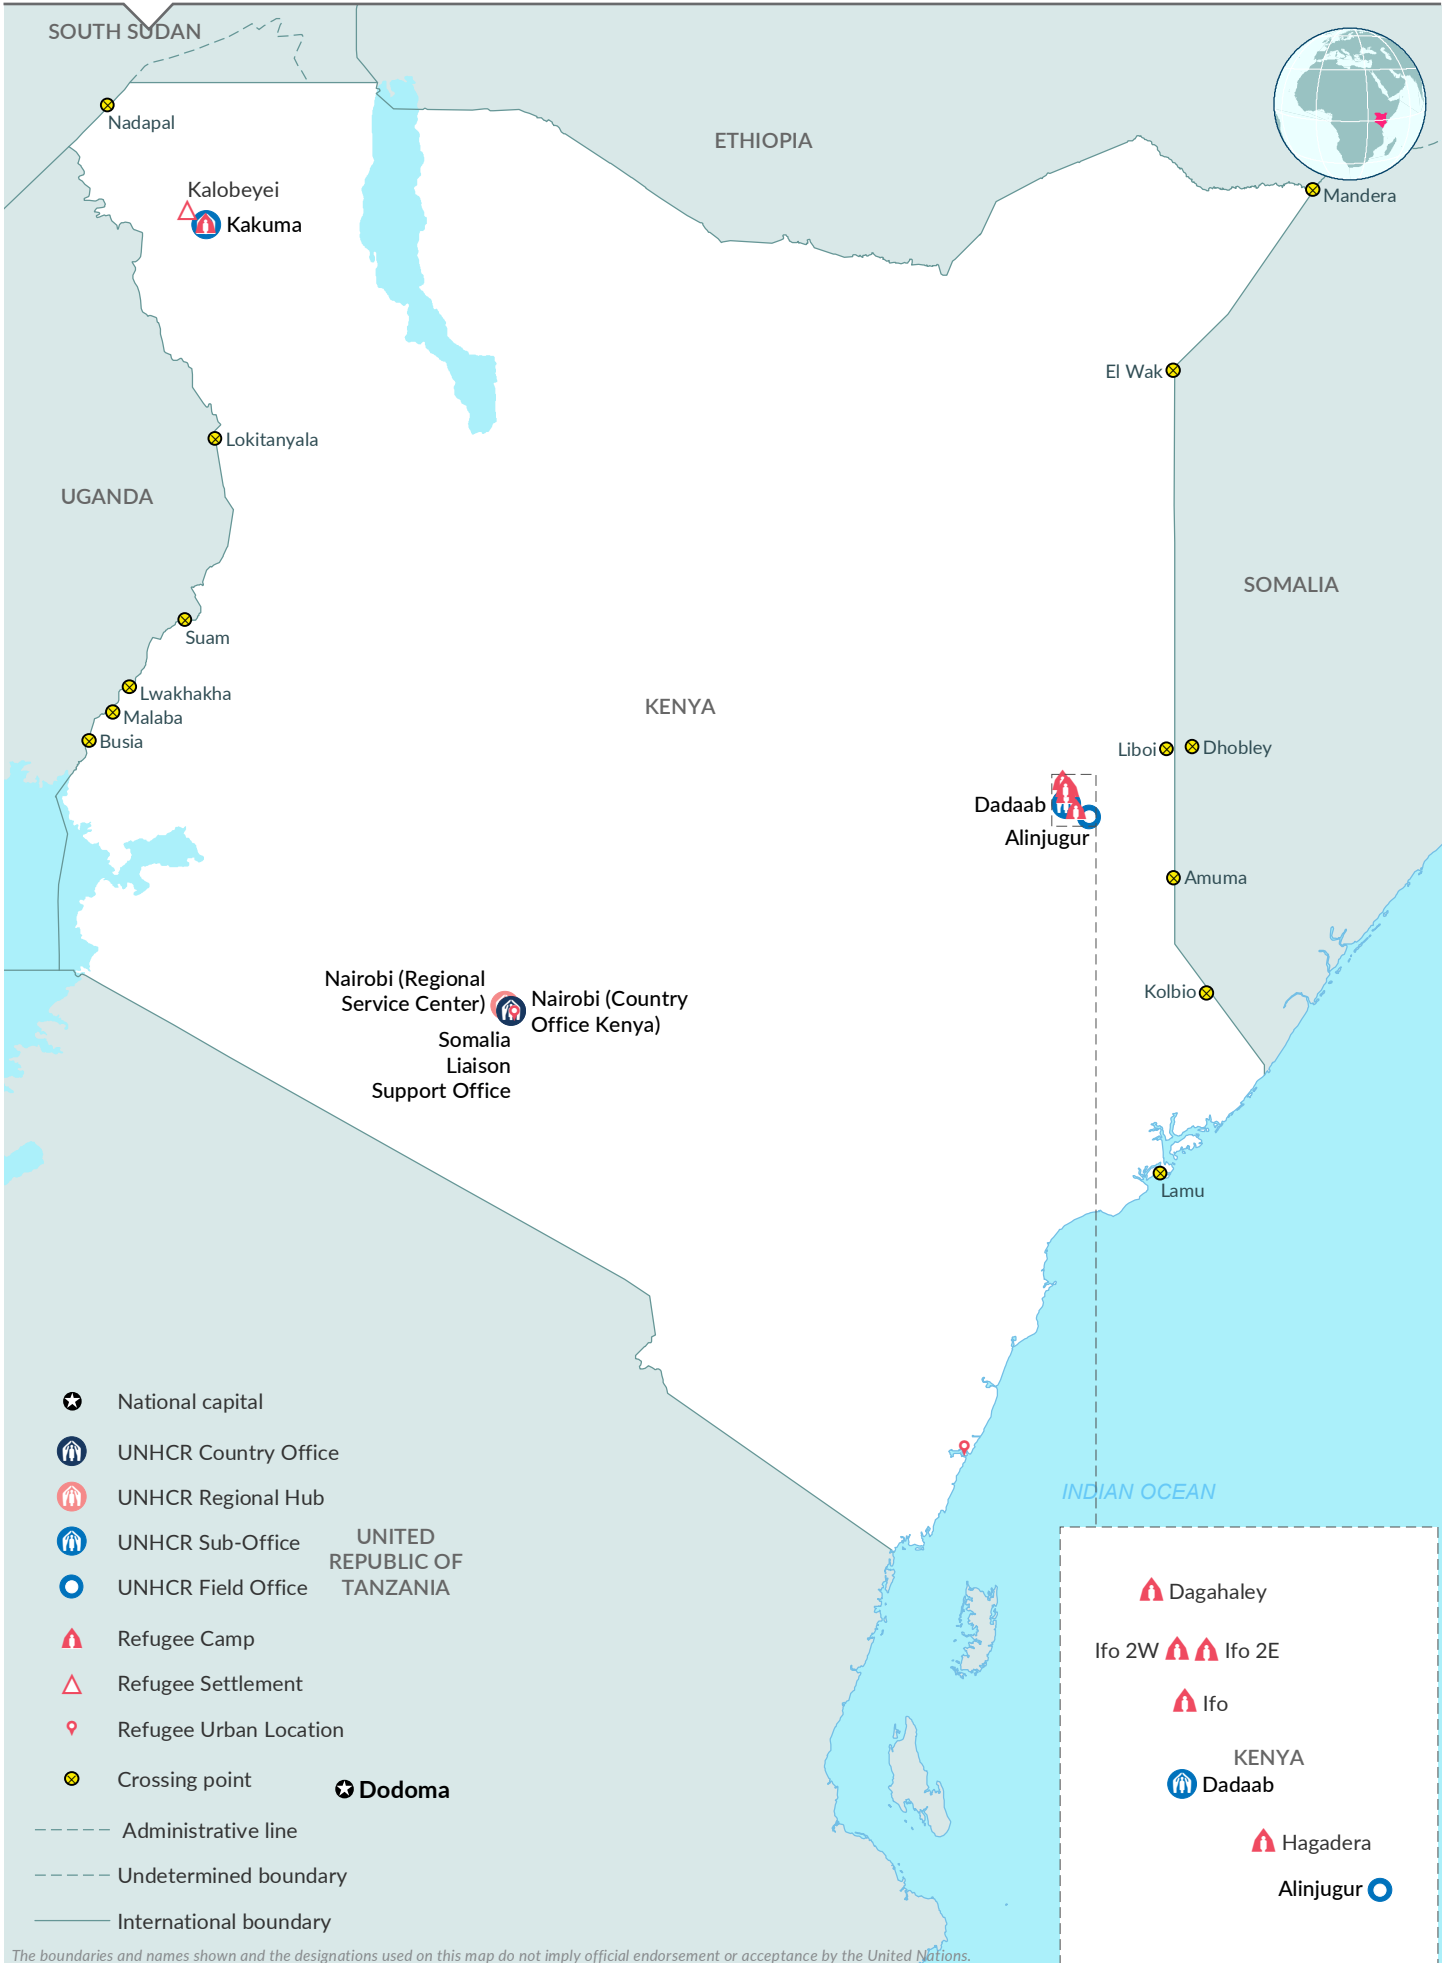 SOUTH SUDAN
Nadapal
ETHIOPIA
Kalobeyei
Kakuma
Mandera
El Wak
Lokitanyala
UGANDA
SOMALIA
Suam
Lwakhakha
Malaba
Busia
KENYA
Liboi
Dhobley
Dadaab
Alinjugur
Amuma
Nairobi (Regional
Service Center)
Nairobi (Country
Office Kenya)
Somalia
Liaison
Support Office
Kolbio
Lamu
INDIAN OCEAN
National capital
UNHCR Country Office
UNHCR Regional Hub
UNHCR Sub-Office
UNHCR Field Office
Refugee Camp
Refugee Settlement
Refugee Urban Location
Crossing point
Administrative line
Undetermined boundary
International boundary
UNITED
REPUBLIC OF
TANZANIA
Dodoma
Dagahaley
Ifo 2W
Ifo 2E
Ifo
KENYA
Dadaab
Hagadera
Alinjugur
The boundaries and names shown and the designations used on this map do not imply official endorsement or acceptance by the United Nations.